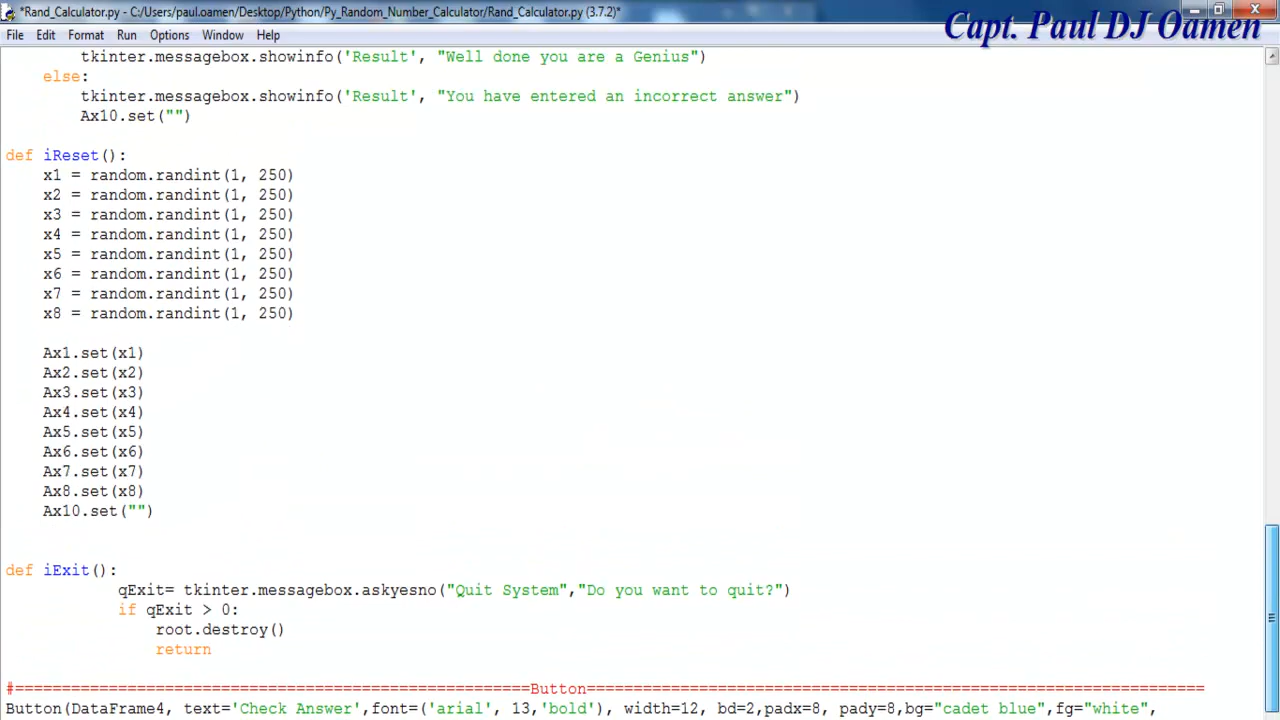 *Rand_Calculator.py - C:/Users/paul.oamen/Desktop/Python/Py_Random_Number_Calculator/Rand_Calculator.py (3.7.2)*
Capt. Paul DJ Oamen
File Edit Format Run Options Window Help
tkinter.messagebox.showinfo('Result', "Well done you are a Genius")
else:
tkinter.messagebox.showinfo('Result', "You have entered an incorrect answer")
Ax10.set("")
def iReset():
x1 = random.randint(1, 250)
x2 = random.randint(1, 250)
x3 = random.randint(1, 250)
x4 = random.randint(1, 250)
x5 = random.randint(1, 250)
x6 = random.randint(1, 250)
x7 = random.randint(1, 250)
x8 = random.randint(1, 250)
Ax1.set(x1)
Ax2.set(x2)
Ax3.set(x3)
Ax4.set(x4)
Ax5.set(x5)
Ax6.set(x6)
Ax7.set(x7)
Ax8.set(x8)
Ax10.set("")
def iExit():
qExit= tkinter.messagebox.askyesno("Quit System","Do you want to quit?")
if qExit > 0:
root.destroy()
return
#=======================================================Button==================================================================
Button(DataFrame4, text='Check Answer',font=('arial', 13,'bold'), width=12, bd=2,padx=8, pady=8,bg="cadet blue",fg="white",